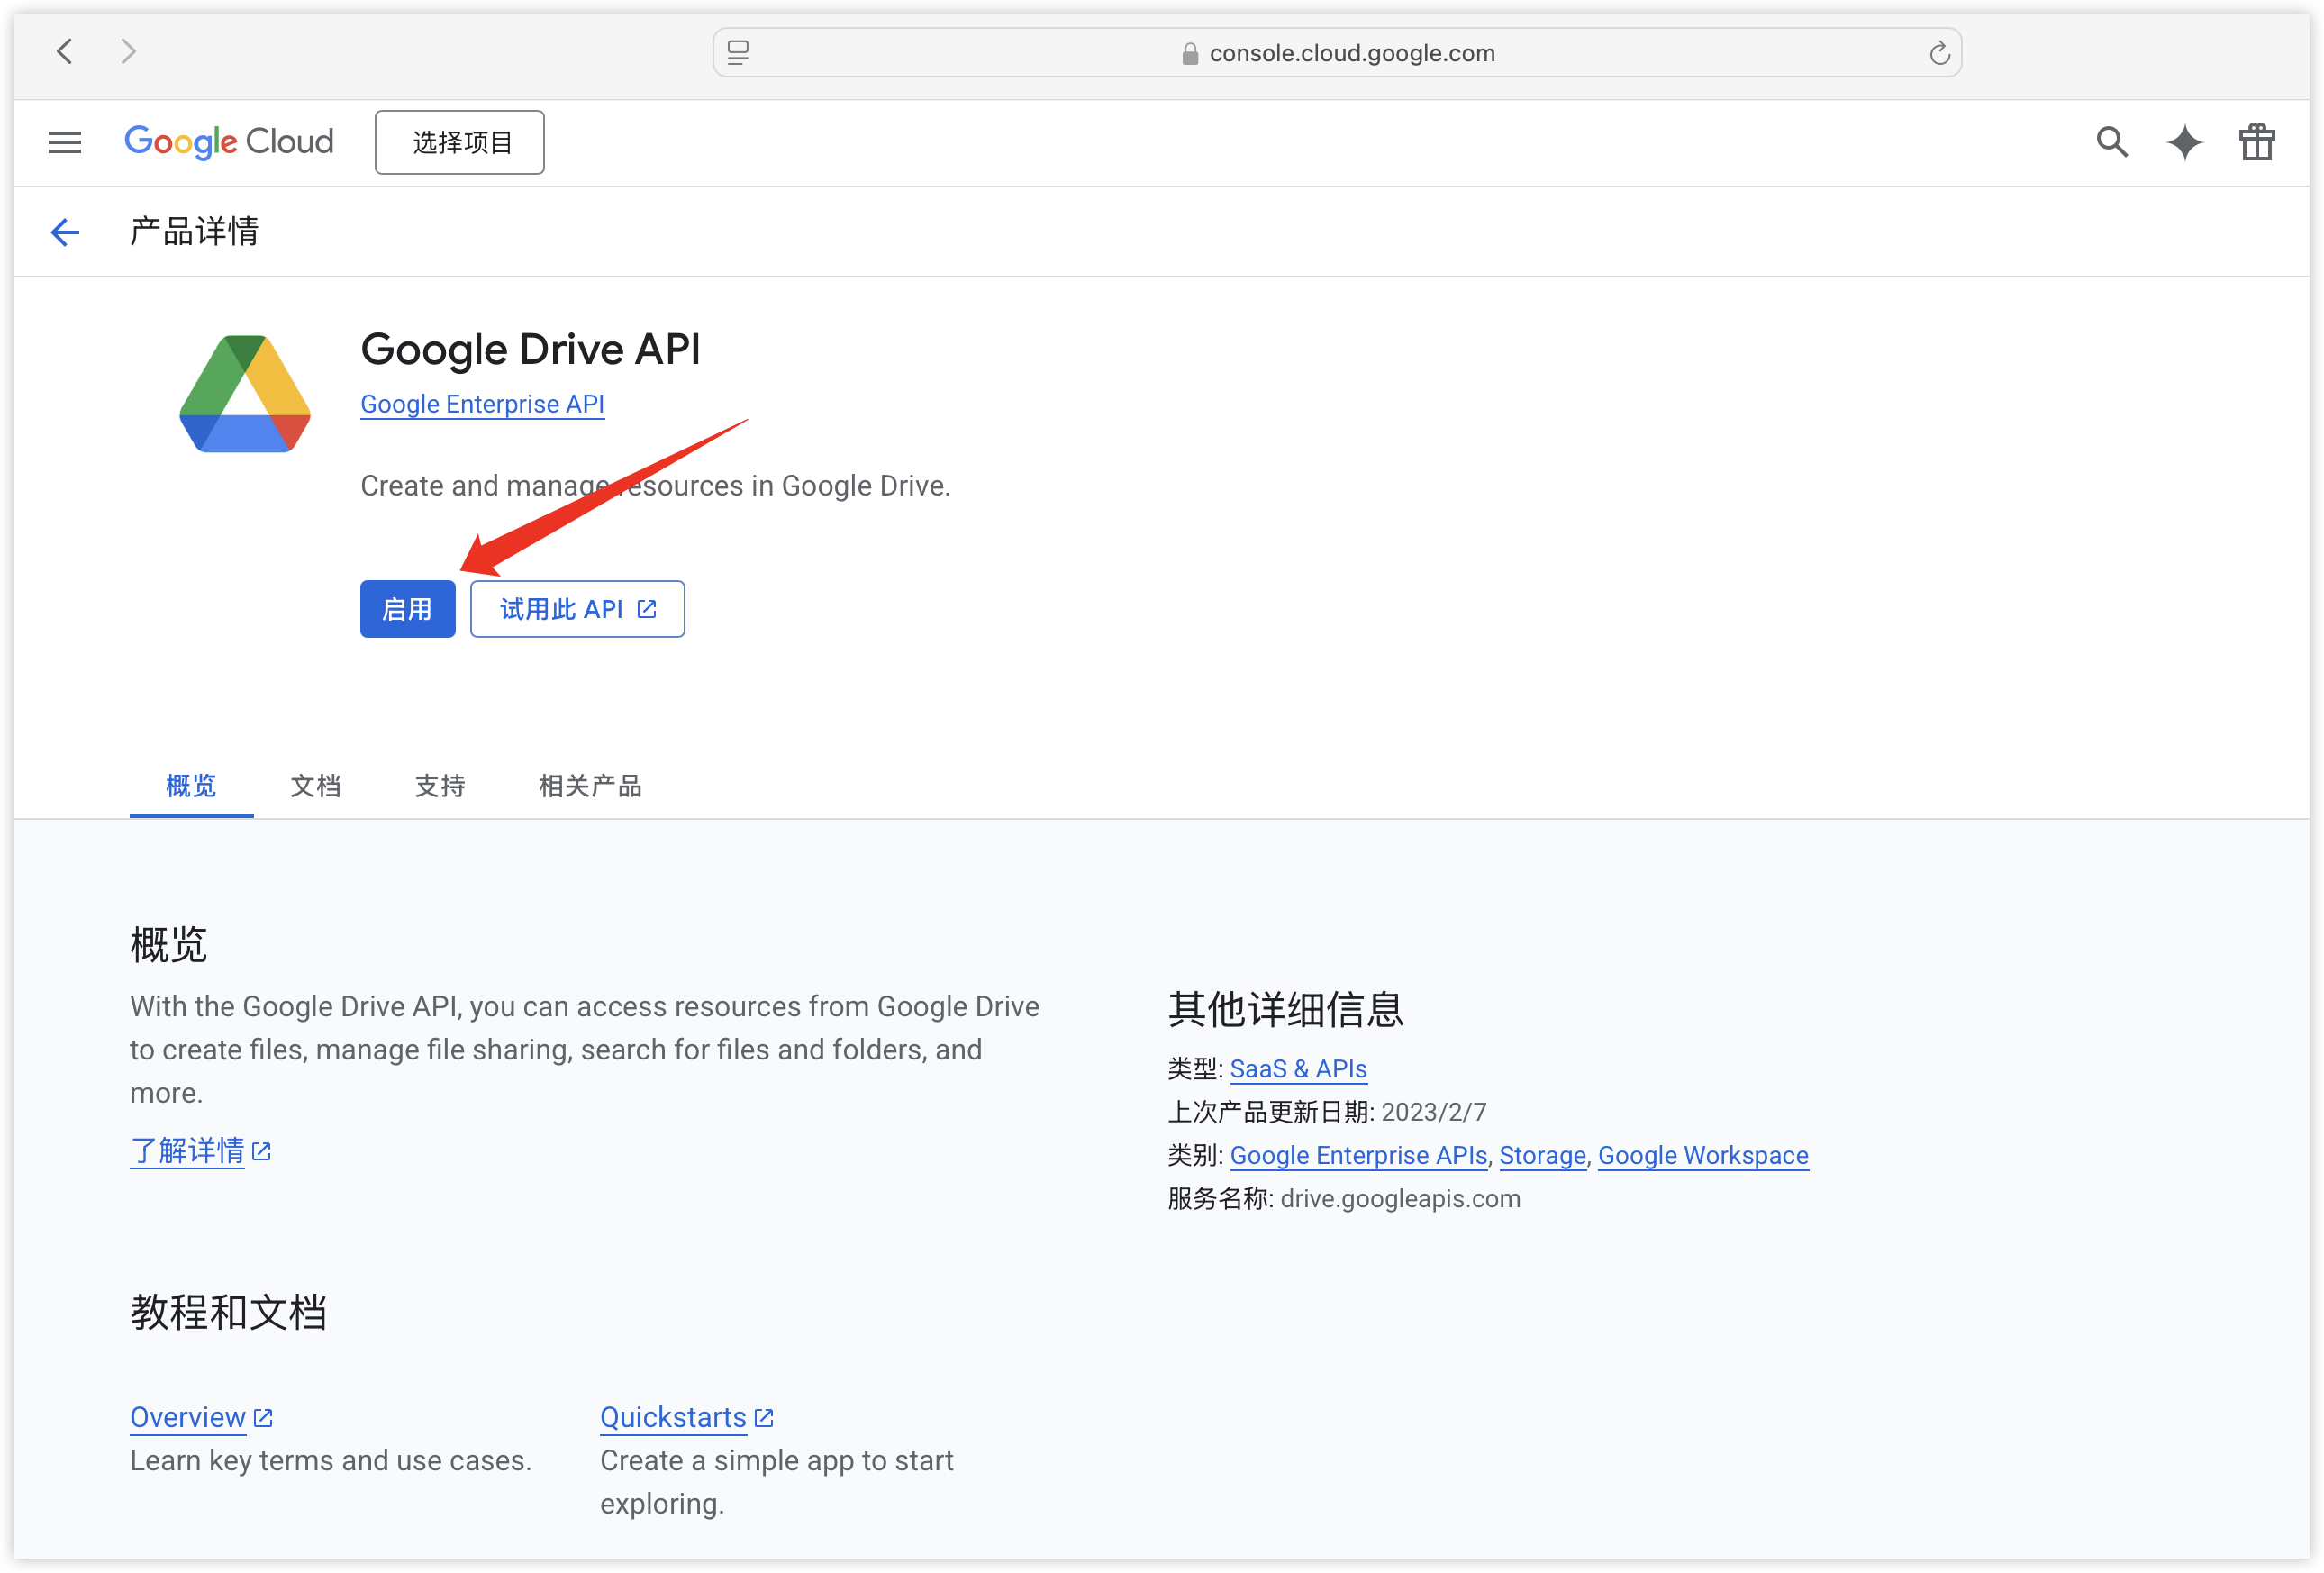 console.cloud.google.com
Google Cloud
选择项目
产品详情
Google Drive API
Google Enterprise API
Create and manage resources in Google Drive.
启用
试用此 API
概览
文档
支持
相关产品
概览
With the Google Drive API, you can access resources from Google Drive
to create files, manage file sharing, search for files and folders, and
more.
了解详情
其他详细信息
类型: SaaS & APIs
上次产品更新日期: 2023/2/7
类别: Google Enterprise APIs, Storage, Google Workspace
服务名称: drive.googleapis.com
教程和文档
Overview
Learn key terms and use cases.
Quickstarts
Create a simple app to start
exploring.